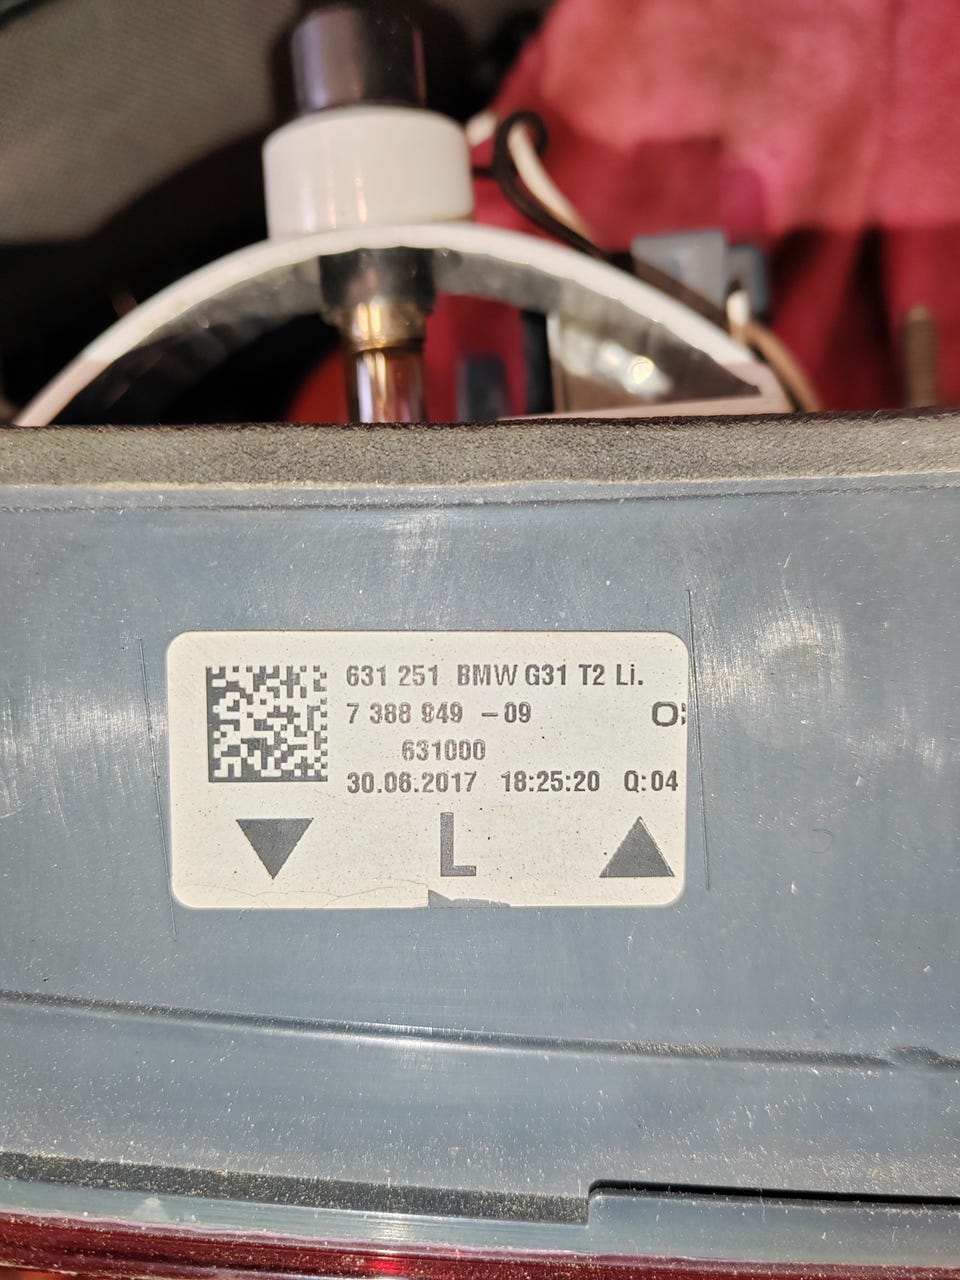 631 251 BMW G31 T2 Li.
7 388 949 -09
631000
30.06.2017 18:25:20 Q:04
L